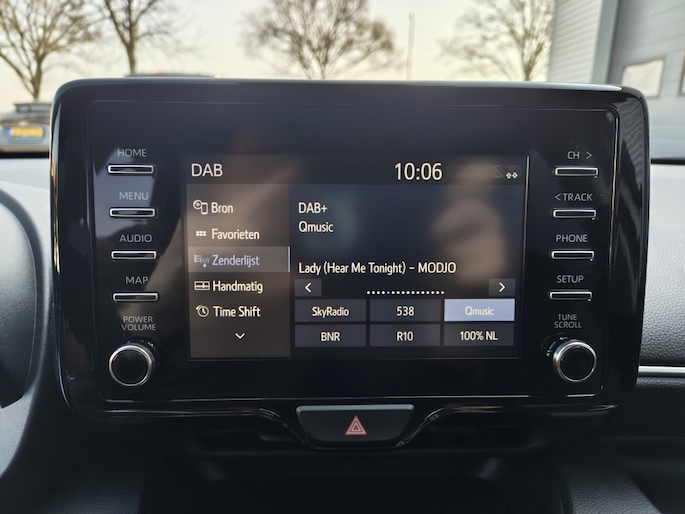 HOME
MENU
AUDIO
MAP
POWER
VOLUME
DAB
10:06
Bron
Favorieten
Zenderlijst
Handmatig
Time Shift
DAB+
Qmusic
Lady (Hear Me Tonight) – MODJO
SkyRadio
538
Qmusic
BNR
R10
100% NL
CH >
< TRACK
PHONE
SETUP
TUNE
SCROLL